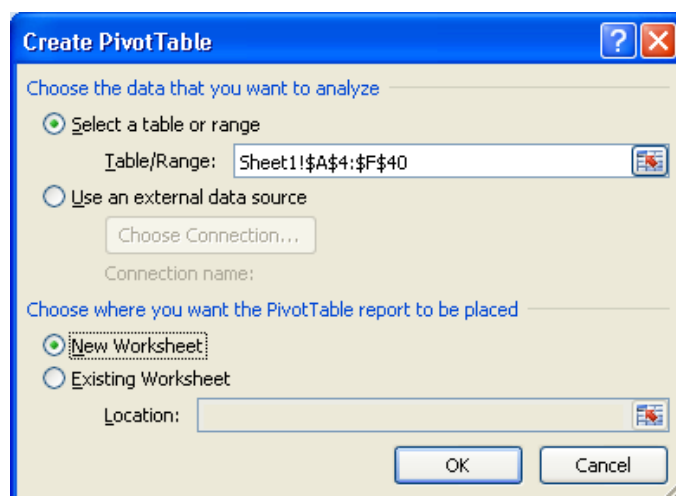 Create PivotTable
Choose the data that you want to analyze
Select a table or range
Table/Range: Sheet1!$A$4:$F$40
Use an external data source
Choose Connection...
Connection name:
Choose where you want the PivotTable report to be placed
New Worksheet
Existing Worksheet
Location:
OK Cancel